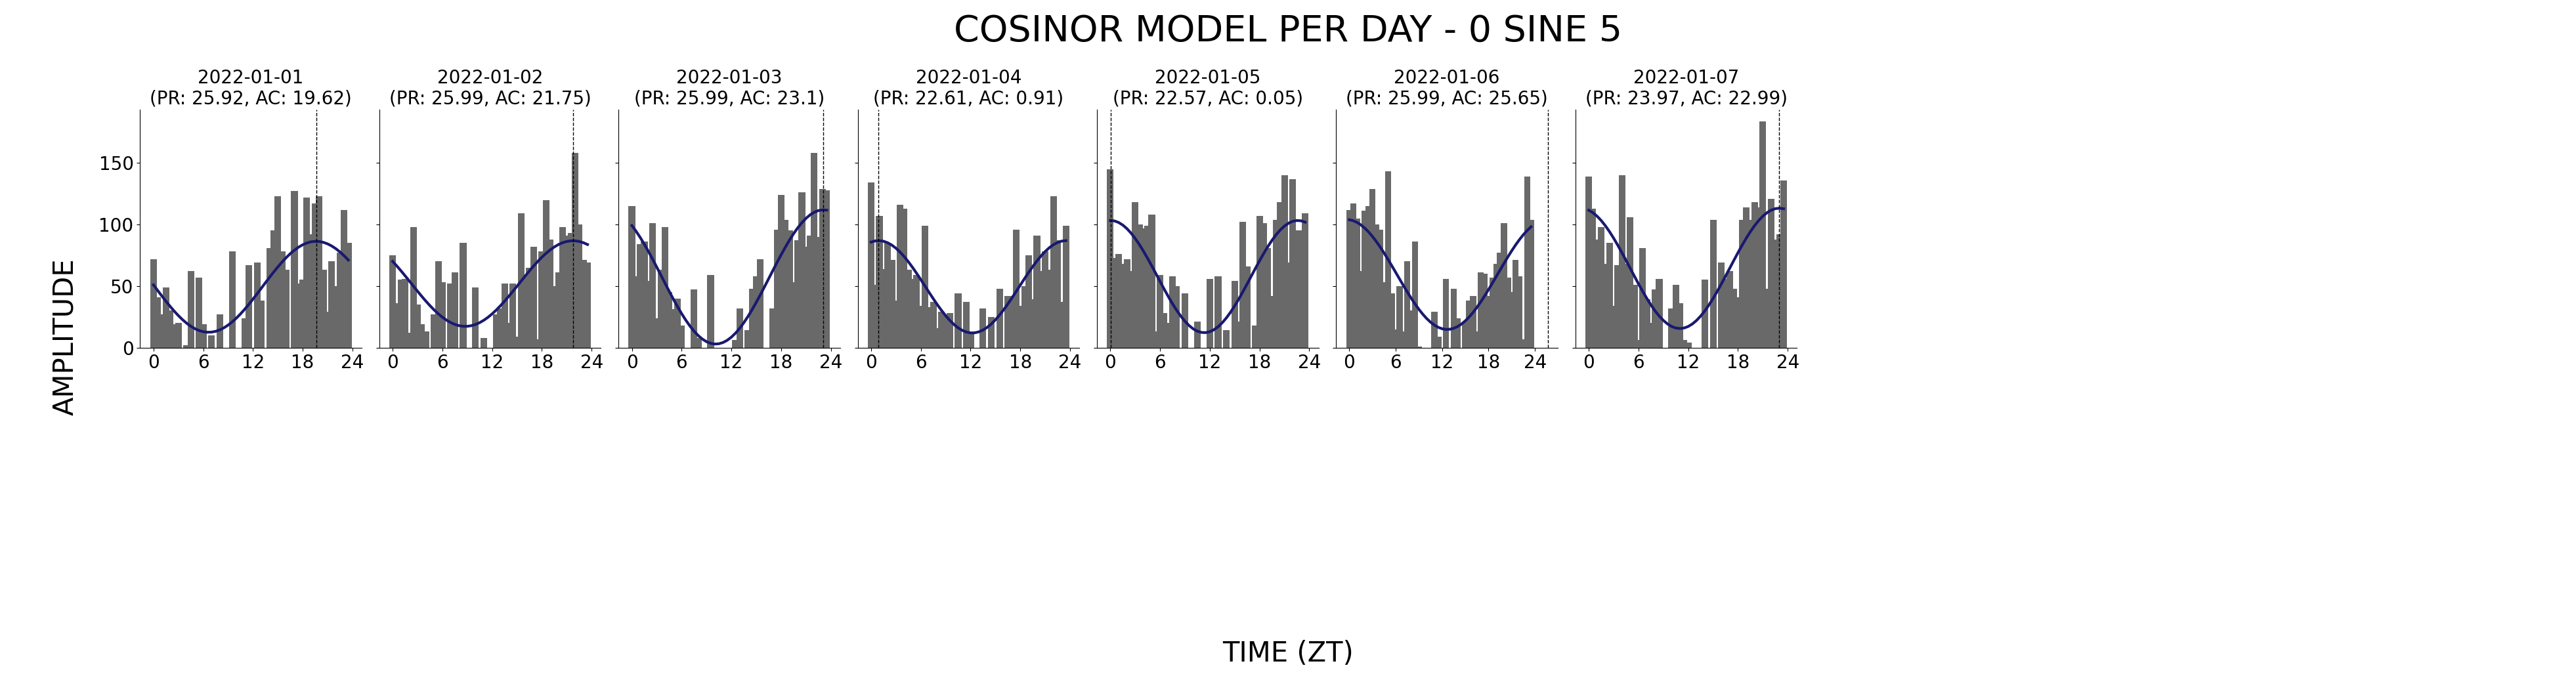 COSINOR MODEL PER DAY - 0 SINE 5
2022-01-01
(PR: 25.92, AC: 19.62)
2022-01-02
(PR: 25.99, AC: 21.75)
2022-01-03
(PR: 25.99, AC: 23.1)
2022-01-04
(PR: 22.61, AC: 0.91)
2022-01-05
(PR: 22.57, AC: 0.05)
2022-01-06
(PR: 25.99, AC: 25.65)
2022-01-07
(PR: 23.97, AC: 22.99)
AMPLITUDE
150
100
50
0
0 6 12 18 24
0 6 12 18 24
0 6 12 18 24
0 6 12 18 24
0 6 12 18 24
0 6 12 18 24
0 6 12 18 24
TIME (ZT)